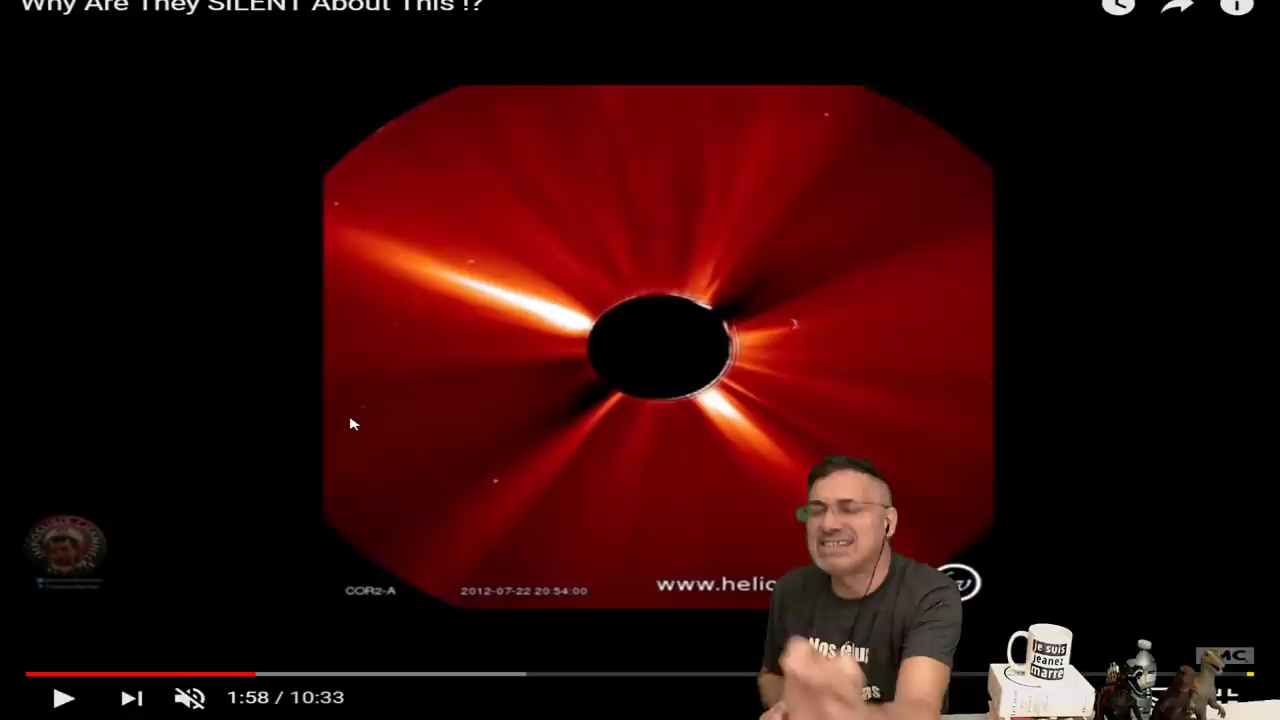 Why Are They SILENT About This !?
COR2-A
2012-07-22 20:54:00
www.helio
je suis
jeanez
marre
1:58 / 10:33